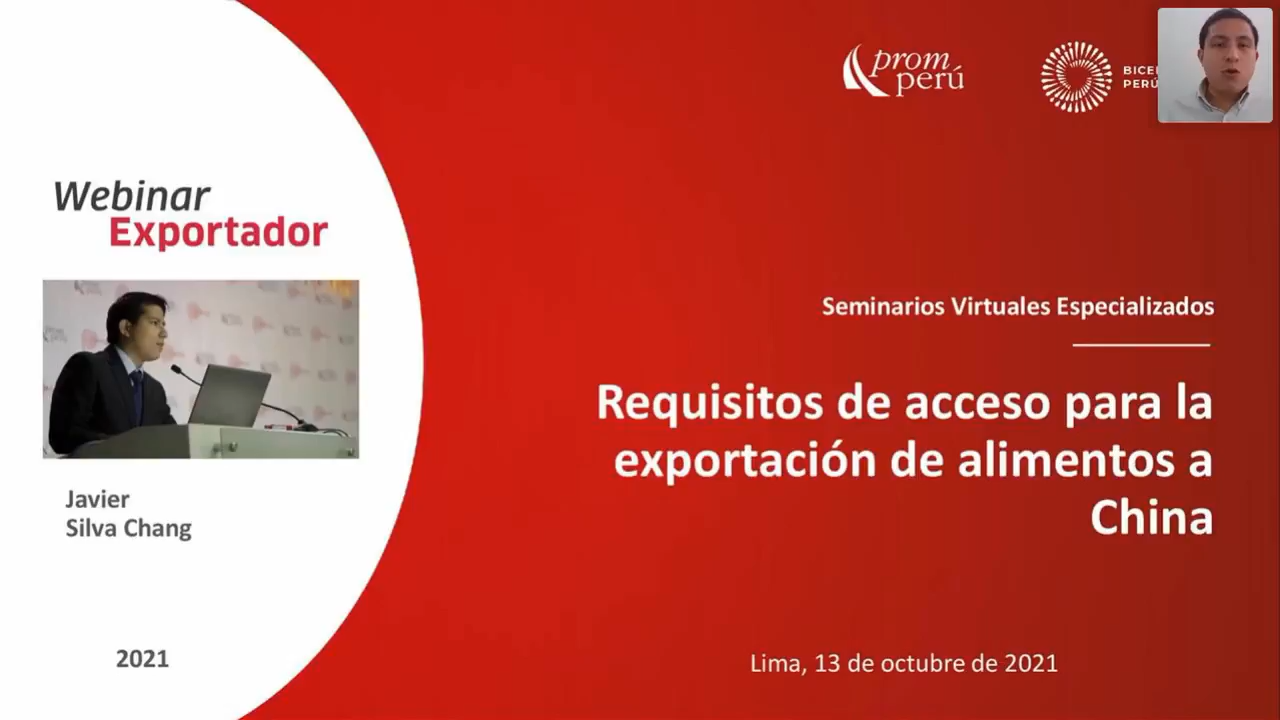 prom
perú
PERÚ
Webinar
Exportador
Seminarios Virtuales Especializados
Requisitos de acceso para la
exportación de alimentos a
China
Javier
Silva Chang
2021
Lima, 13 de octubre de 2021